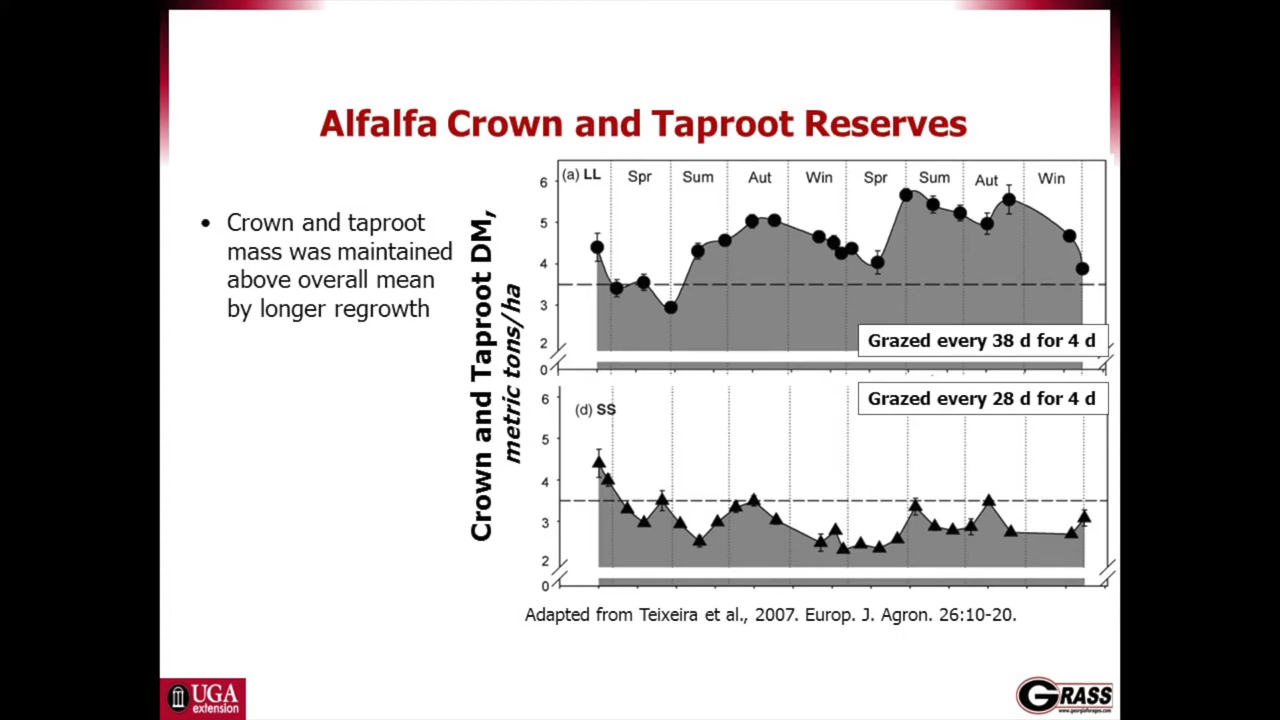 Alfalfa Crown and Taproot Reserves
• Crown and taproot
mass was maintained
above overall mean
by longer regrowth
Crown and Taproot DM,
metric tons/ha
(a) LL
Spr Sum Aut Win Spr Sum Aut Win
6
5
4
3
2
0
Grazed every 38 d for 4 d
(d) SS
6
5
4
3
2
0
Grazed every 28 d for 4 d
Adapted from Teixeira et al., 2007. Europ. J. Agron. 26:10-20.
UGA
extension
GRASS
www.georgiaforages.com